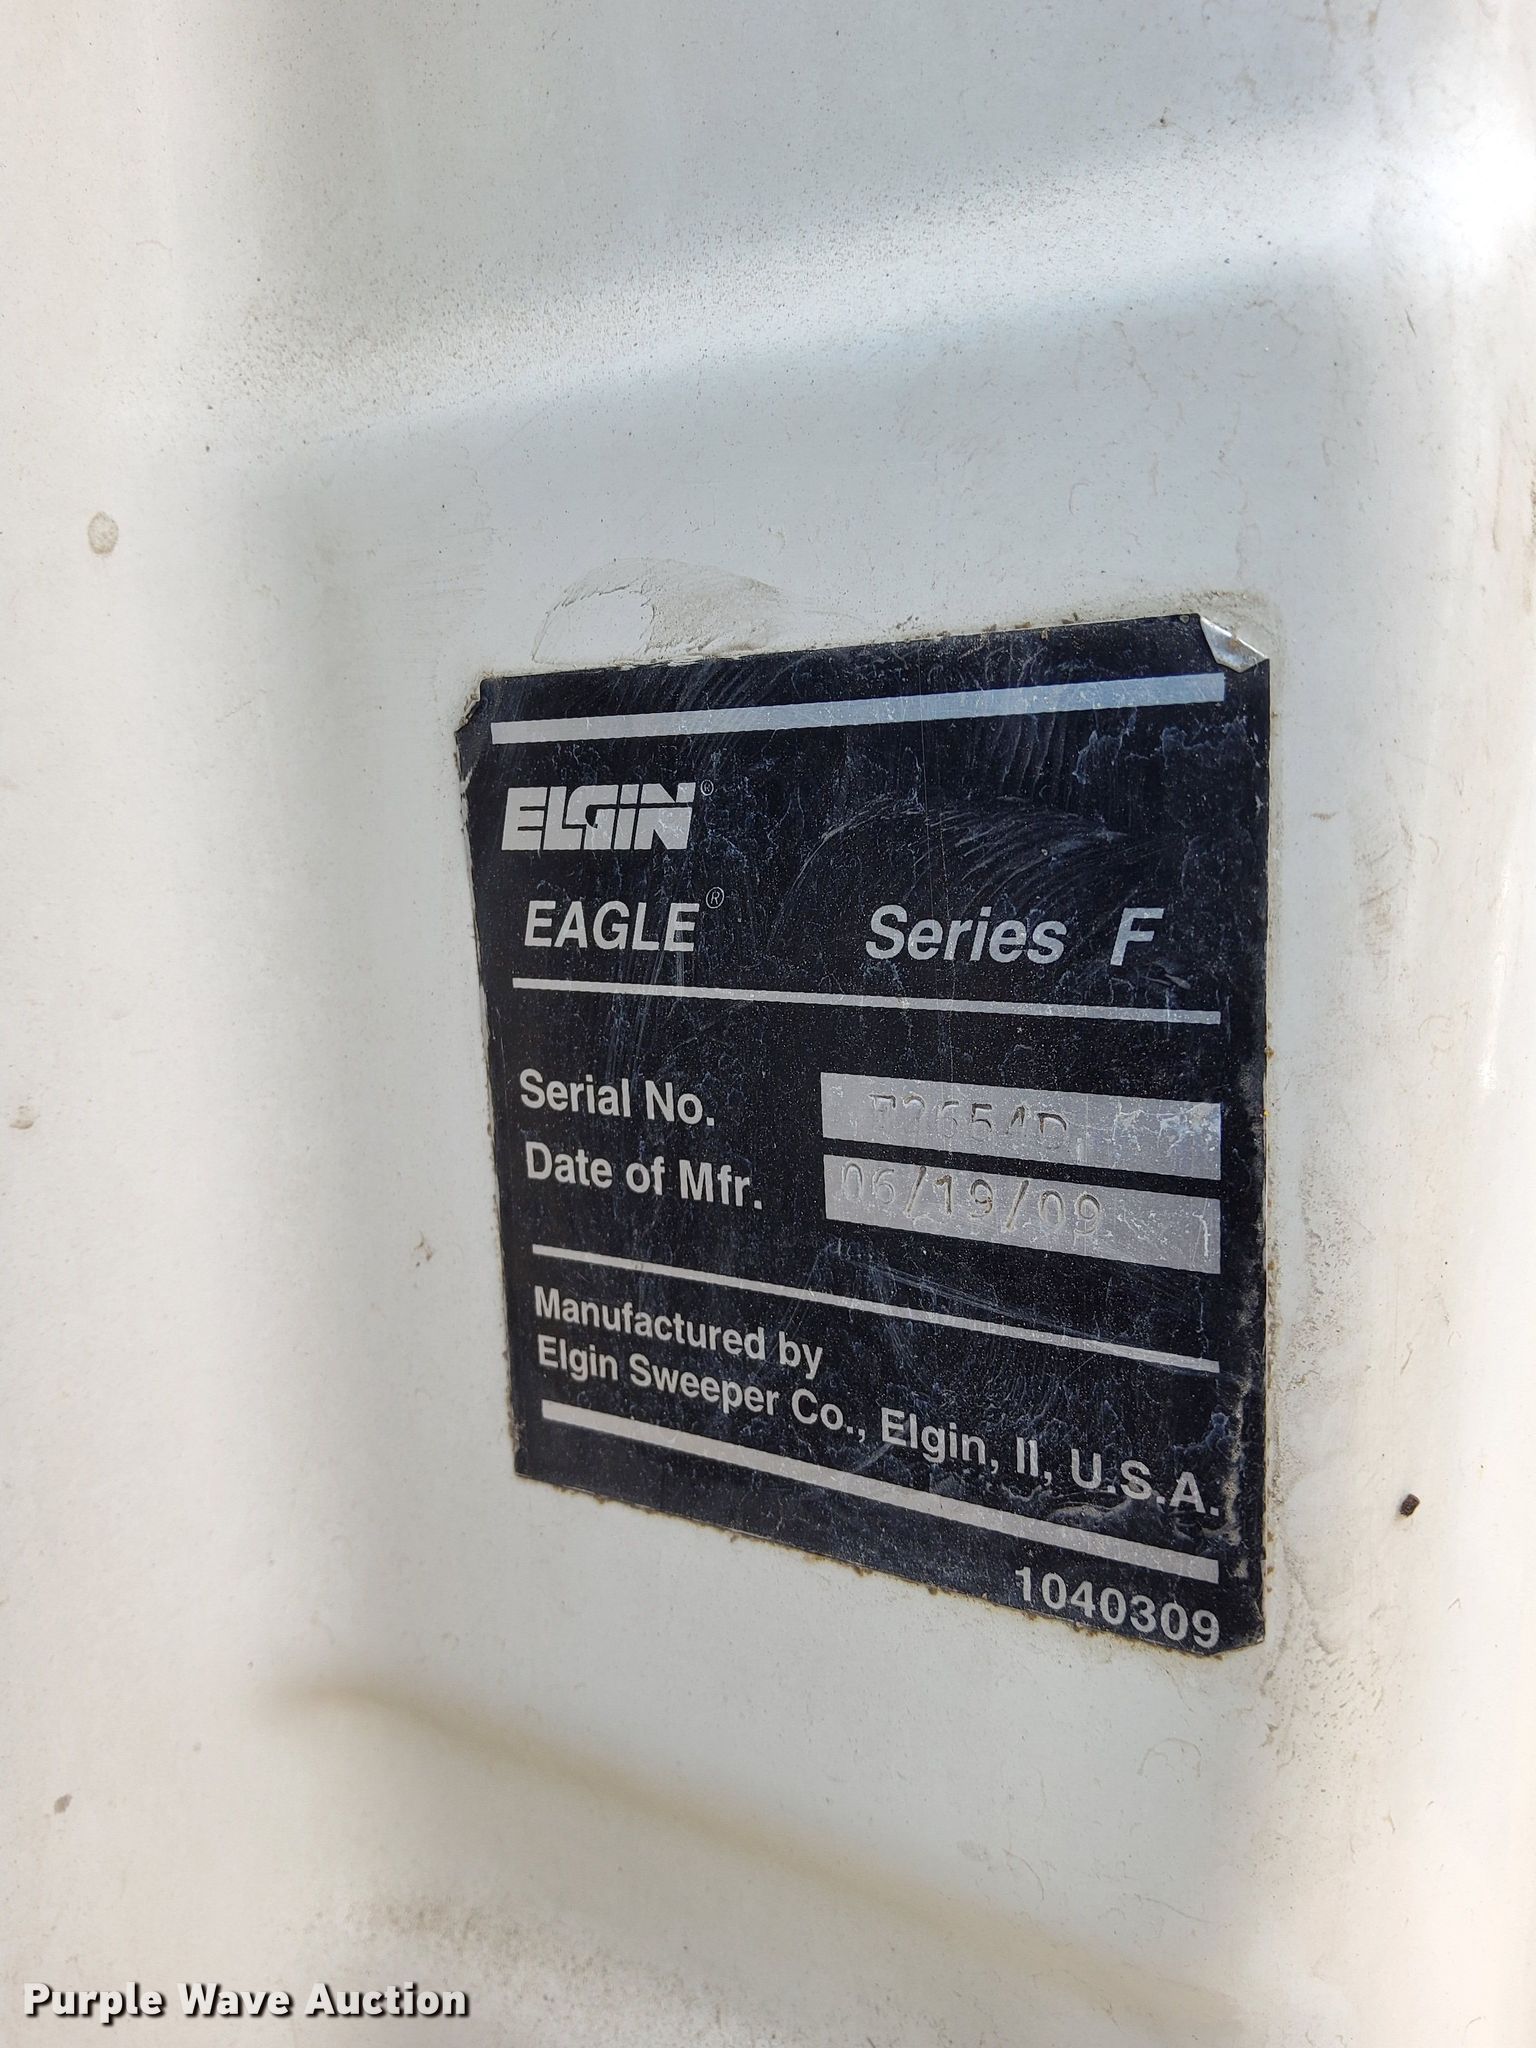 ELGIN®
EAGLE® Series F
Serial No. F2654D
Date of Mfr. 06/19/09
Manufactured by
Elgin Sweeper Co., Elgin, Il, U.S.A.
1040309
Purple Wave Auction